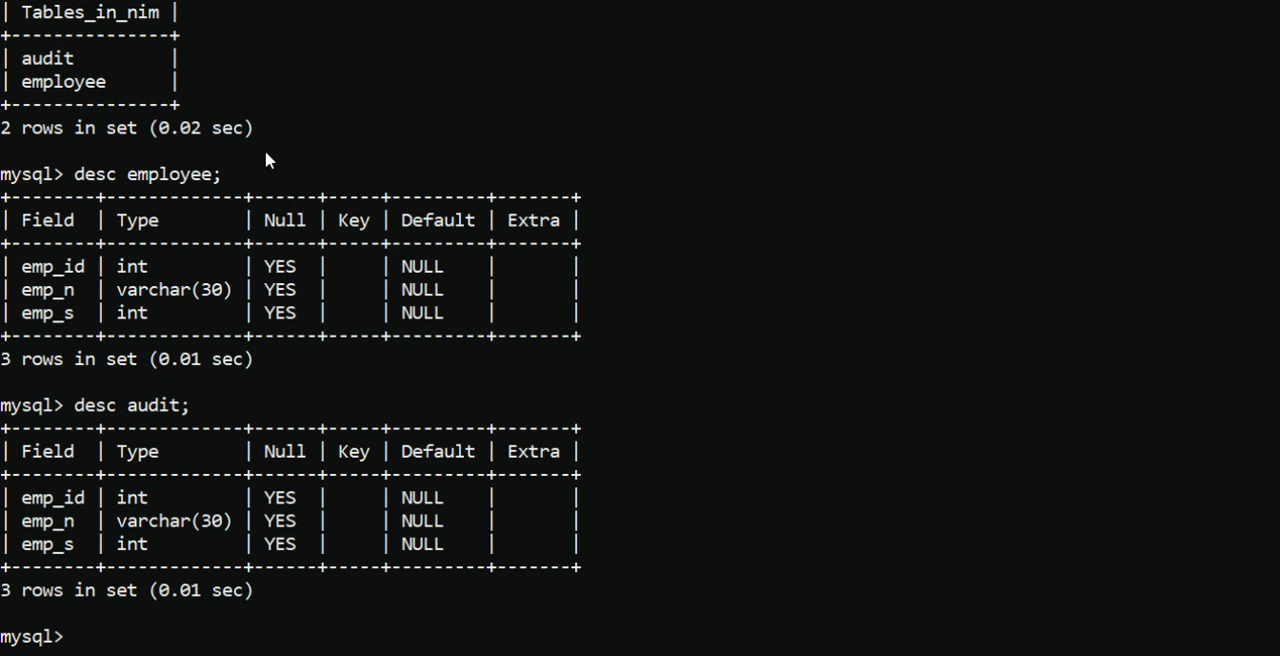 | Tables_in_nim |
+---------------+
| audit         |
| employee      |
+---------------+
2 rows in set (0.02 sec)
mysql> desc employee;
+--------+-------------+------+-----+---------+-------+
| Field  | Type        | Null | Key | Default | Extra |
+--------+-------------+------+-----+---------+-------+
| emp_id | int         | YES  |     | NULL    |       |
| emp_n  | varchar(30) | YES  |     | NULL    |       |
| emp_s  | int         | YES  |     | NULL    |       |
+--------+-------------+------+-----+---------+-------+
3 rows in set (0.01 sec)
mysql> desc audit;
+--------+-------------+------+-----+---------+-------+
| Field  | Type        | Null | Key | Default | Extra |
+--------+-------------+------+-----+---------+-------+
| emp_id | int         | YES  |     | NULL    |       |
| emp_n  | varchar(30) | YES  |     | NULL    |       |
| emp_s  | int         | YES  |     | NULL    |       |
+--------+-------------+------+-----+---------+-------+
3 rows in set (0.01 sec)
mysql>